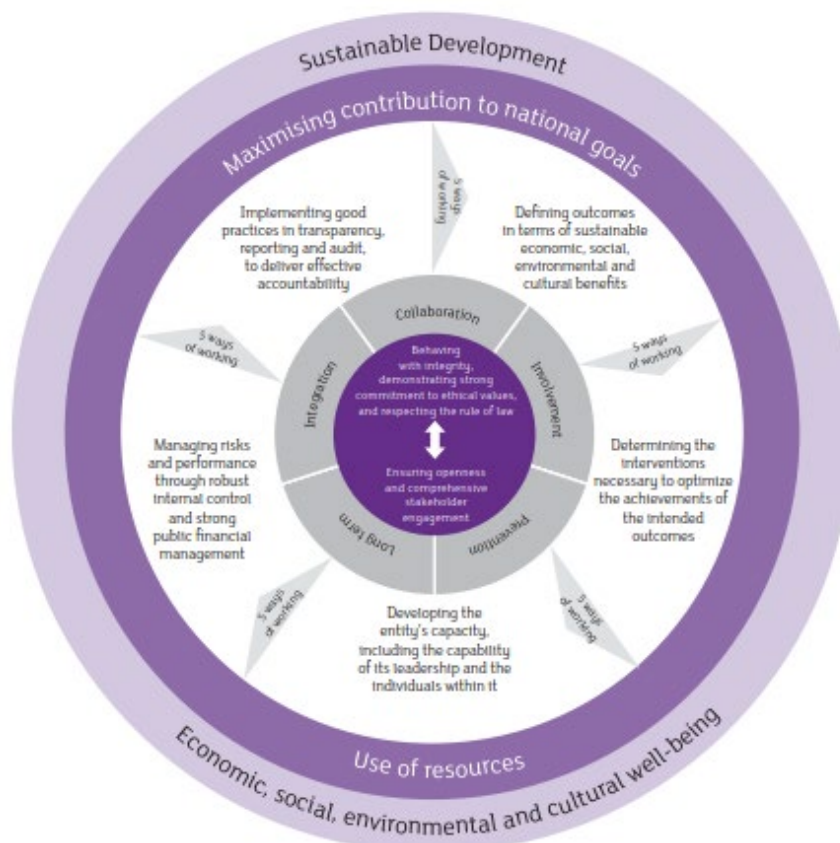 Sustainable Development
Maximising contribution to national goals
5 ways
of working
Implementing good
practices in transparency,
reporting and audit,
to deliver effective
accountability
Defining outcomes
in terms of sustainable
economic, social,
environmental and
cultural benefits
Collaboration
5 ways
of working
5 ways
of working
Integration
Involvement
Behaving
with integrity,
demonstrating strong
commitment to ethical values,
and respecting the rule of law
Ensuring openness
and comprehensive
stakeholder
engagement
Managing risks
and performance
through robust
internal control
and strong
public financial
management
Determining the
interventions
necessary to optimize
the achievements of
the intended
outcomes
Long term
Prevention
5 ways
of working
5 ways
of working
Developing the
entity's capacity,
including the capability
of its leadership and the
individuals within it
Use of resources
Economic, social, environmental and cultural well-being